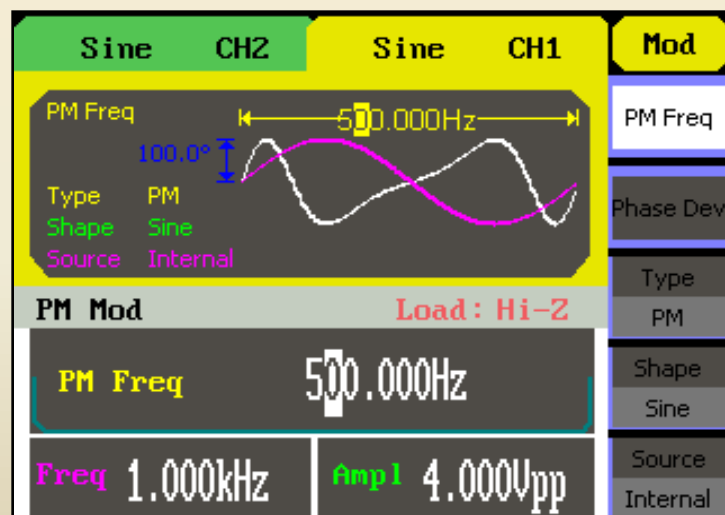 Sine CH2 Sine CH1 Mod
PM Freq 500.000Hz
100.0°
Type PM
Shape Sine
Source Internal
PM Mod Load: Hi-Z
PM Freq 500.000Hz
Freq 1.000kHz Ampl 4.000Vpp
PM Freq
Phase Dev
Type
PM
Shape
Sine
Source
Internal